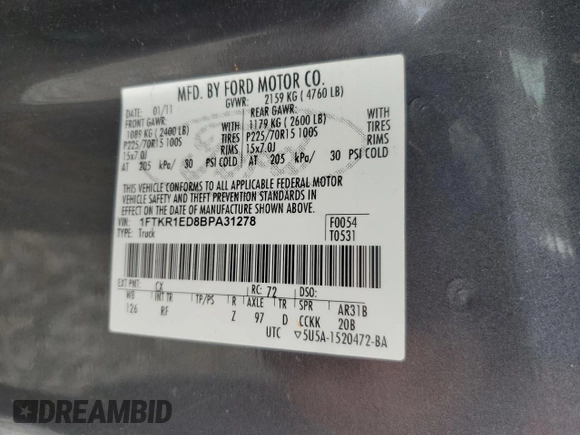 MFD. BY FORD MOTOR CO.
DATE: 01/11 GVWR: 2159 KG ( 4760 LB)
FRONT GAWR: REAR GAWR:
1089 KG ( 2400 LB) WITH 1179 KG ( 2600 LB) WITH
P225/70R15 100S TIRES P225/70R15 100S TIRES
15x7.0J RIMS 15x7.0J RIMS
AT 205 kPa/ 30 PSI COLD AT 205 kPa/ 30 PSI COLD
THIS VEHICLE CONFORMS TO ALL APPLICABLE FEDERAL MOTOR
VEHICLE SAFETY AND THEFT PREVENTION STANDARDS IN EFFECT
ON THE DATE OF MANUFACTURE SHOWN ABOVE.
VIN: 1FTKR1ED8BPA31278 F0054
TYPE: Truck T0531
EXT PNT: CX RC: 72 DSO:
WB INT TR TP/PS R AXLE TR SPR AR31B
126 RF Z 97 D CCKK 20B
UTC ▽5U5A-1520472-BA
DREAMBID